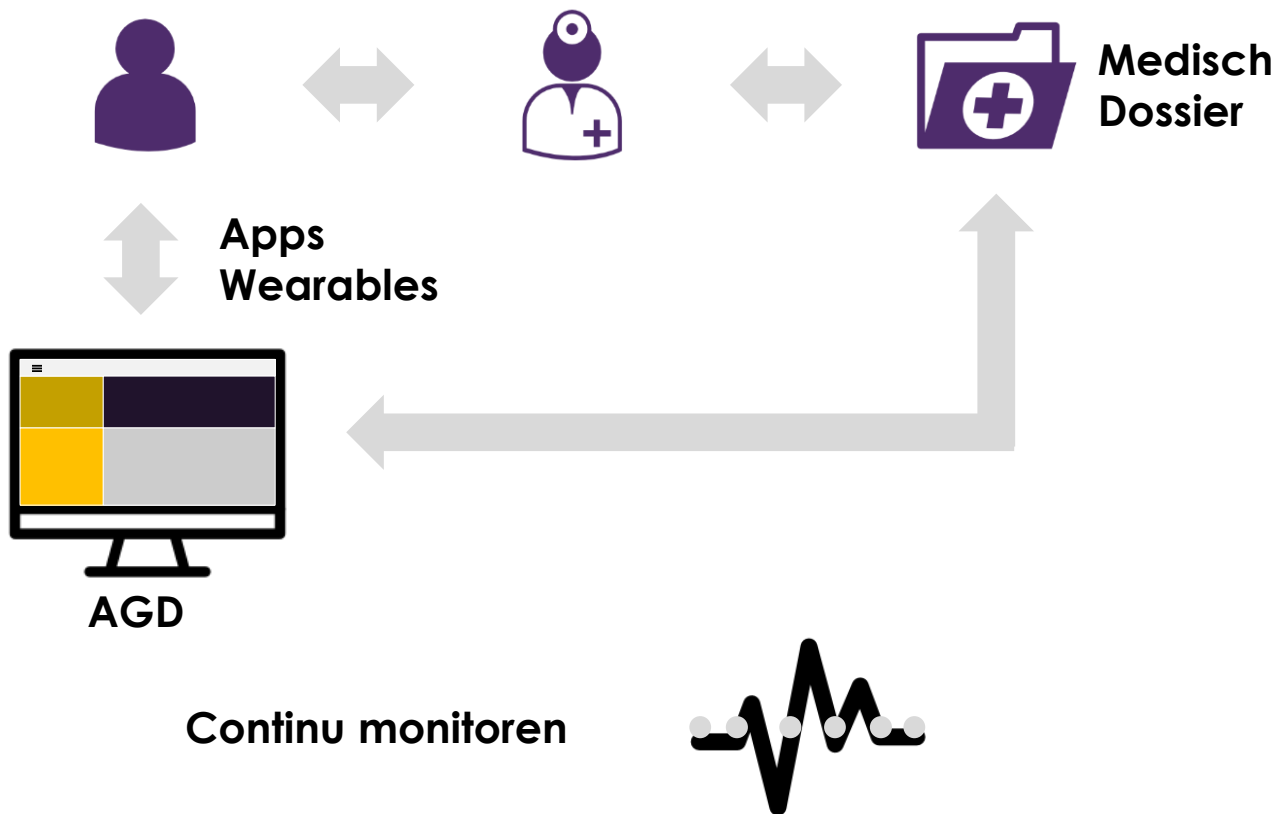 Medisch
Dossier
Apps
Wearables
AGD
Continu monitoren